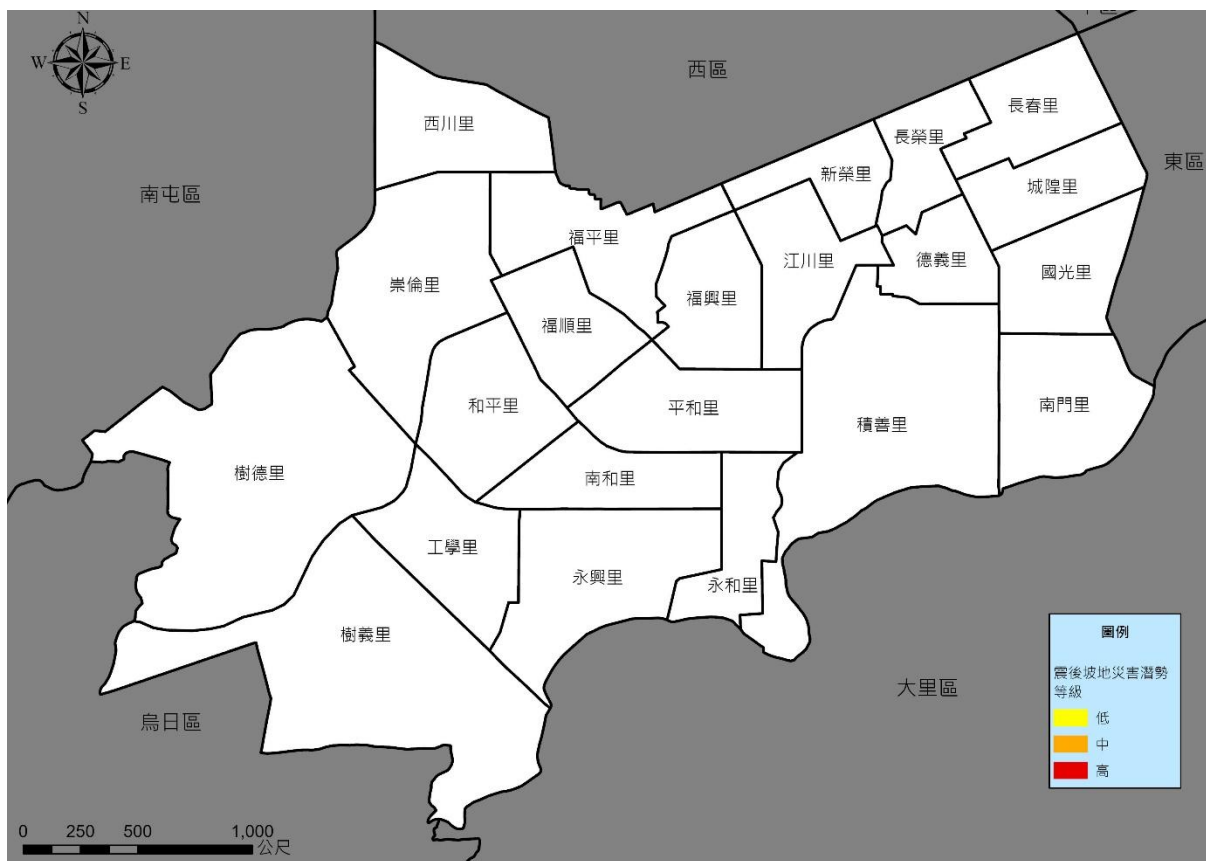 N
W E
S
西區
南屯區
東區
烏日區
大里區
西川里
長春里
長榮里
新榮里
城隍里
福平里
江川里
德義里
國光里
崇倫里
福興里
福順里
和平里
平和里
積善里
南門里
樹德里
南和里
工學里
永興里
永和里
樹義里
圖例
震後坡地災害潛勢
等級
低
中
高
0 250 500 1,000
公尺